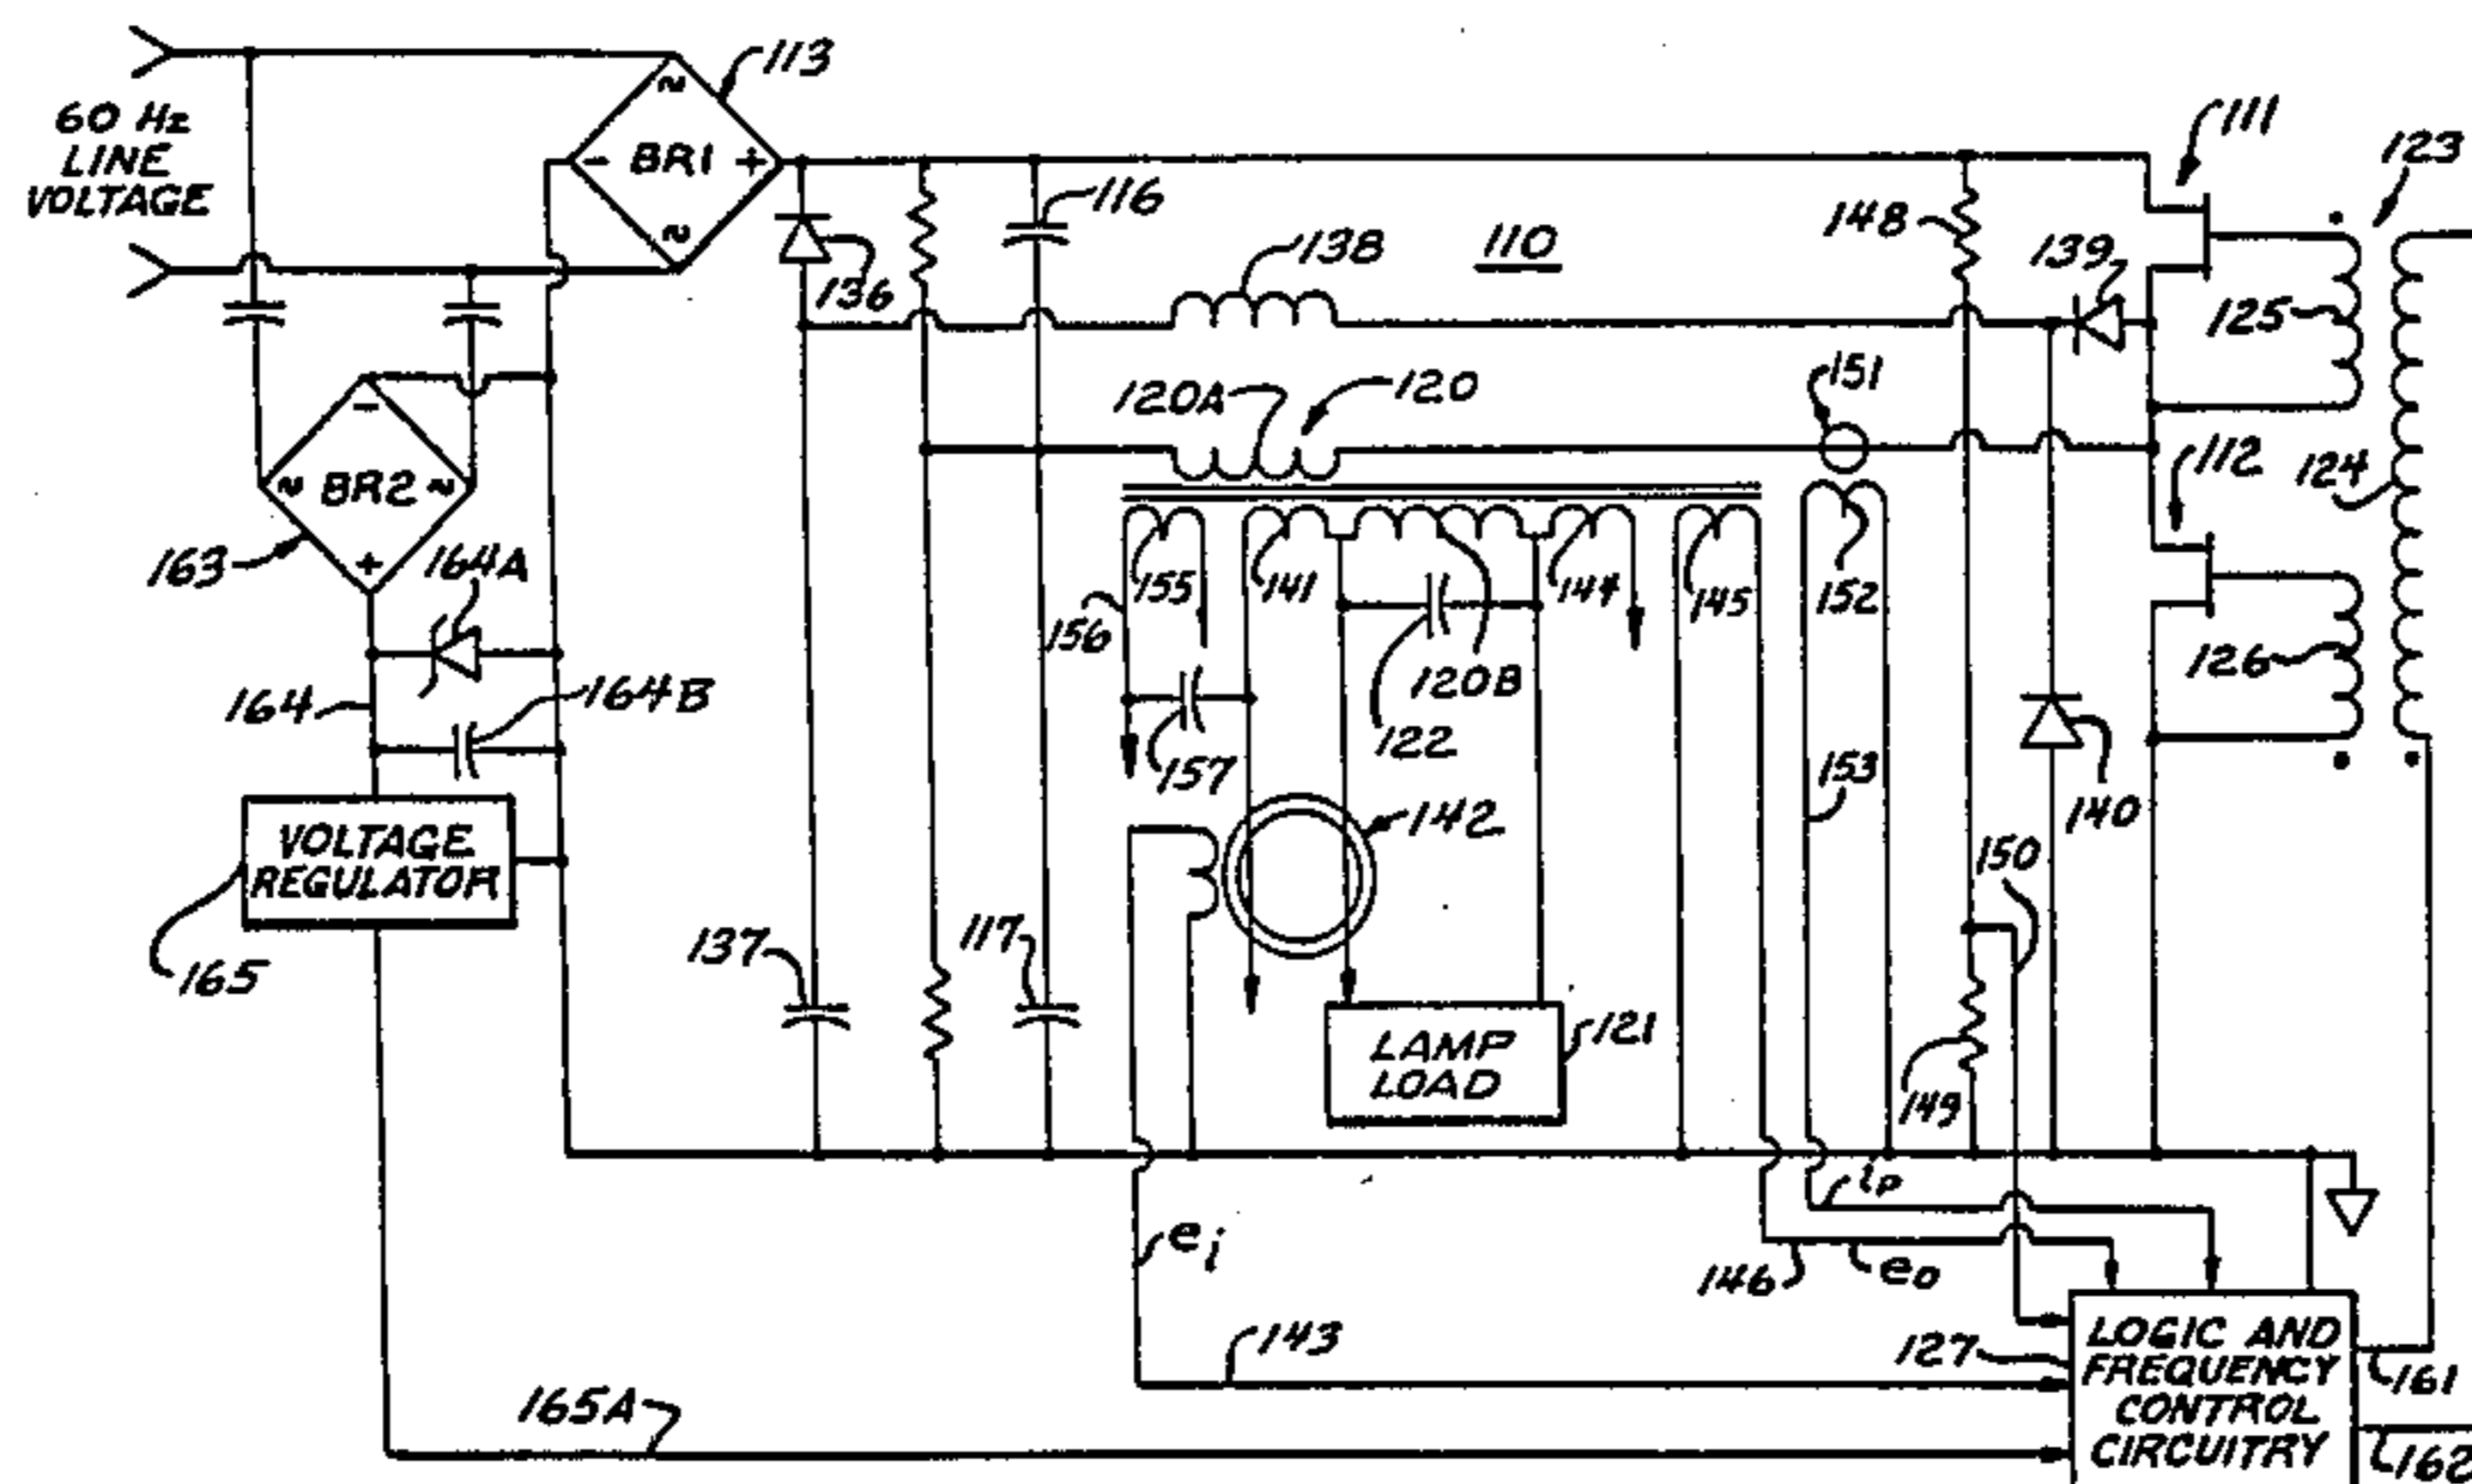 113
60 Hz
LINE
VOLTAGE
~
- BR1 +
~
116
136
138
110
148
111
139
123
125
120A
120
151
-
~ BR2 ~
+
112
124
163
164A
155
141
144
145
152
156
126
164
164B
120B
122
157
153
140
VOLTAGE
REGULATOR
142
150
165
137
117
LAMP
LOAD
121
149
ip
ei
146
eo
143
127
LOGIC AND
FREQUENCY
CONTROL
CIRCUITRY
161
165A
162